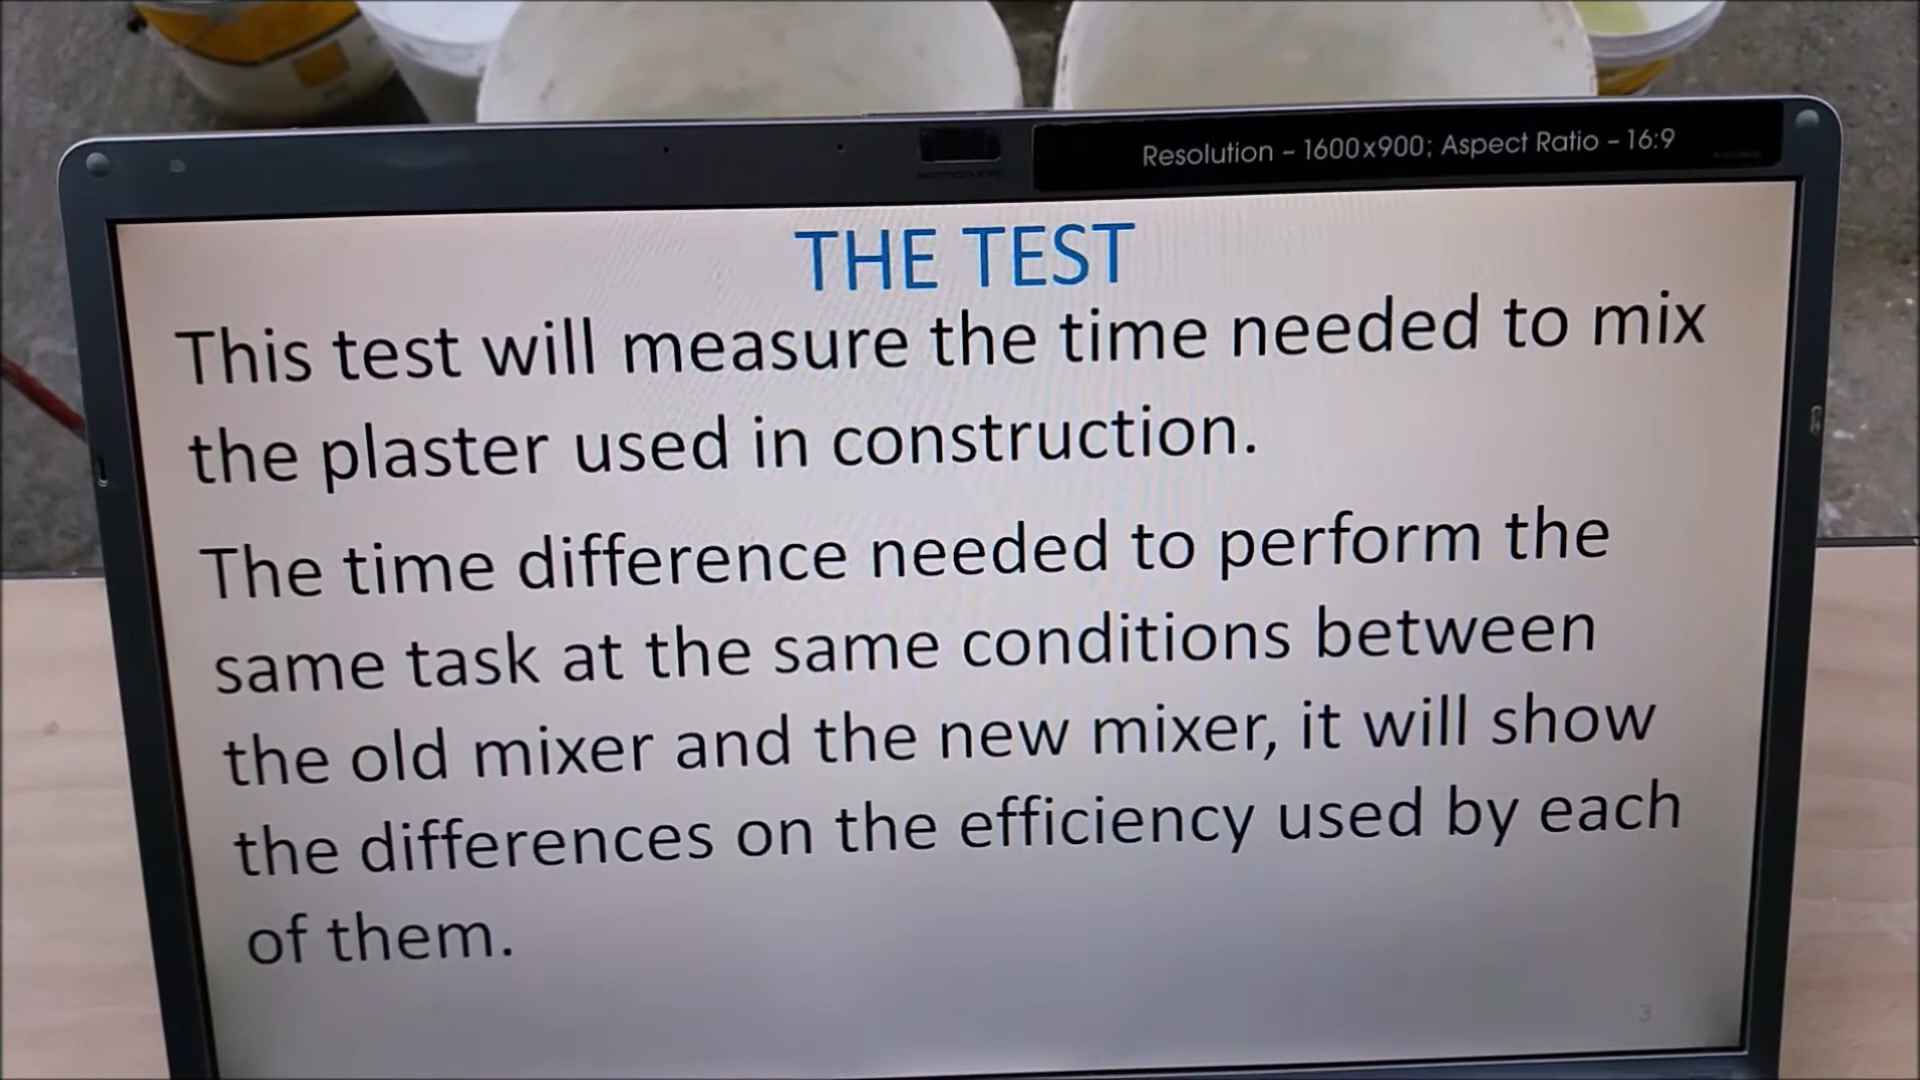 Resolution – 1600x900; Aspect Ratio – 16:9
THE TEST
This test will measure the time needed to mix
the plaster used in construction.
The time difference needed to perform the
same task at the same conditions between
the old mixer and the new mixer, it will show
the differences on the efficiency used by each
of them.
3